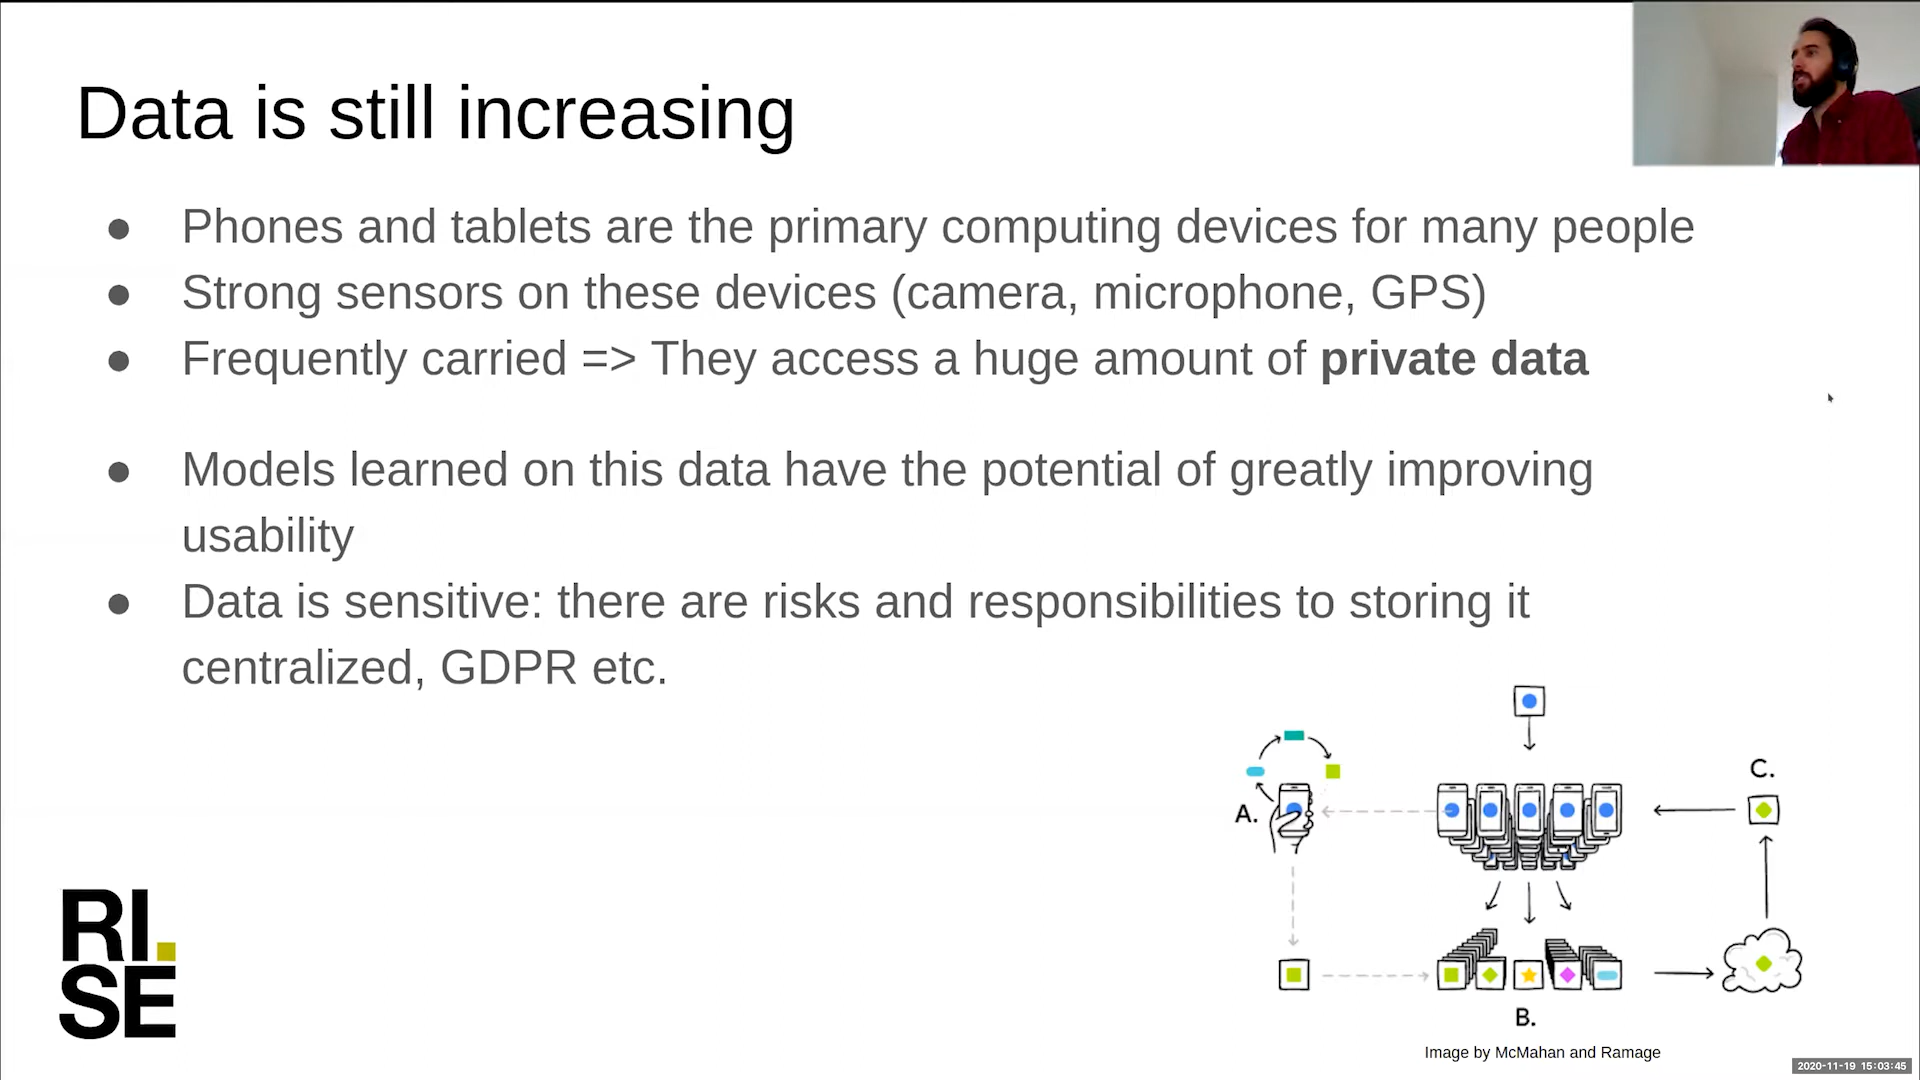 Data is still increasing
● Phones and tablets are the primary computing devices for many people
● Strong sensors on these devices (camera, microphone, GPS)
● Frequently carried => They access a huge amount of private data
● Models learned on this data have the potential of greatly improving
usability
● Data is sensitive: there are risks and responsibilities to storing it
centralized, GDPR etc.
C.
A.
B.
RI.
SE
Image by McMahan and Ramage
2020-11-19 15:03:45